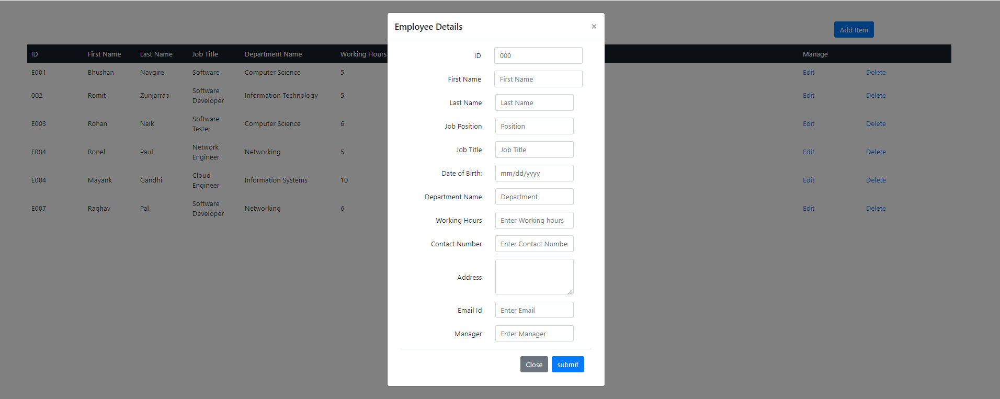 Employee Details ×
Add Item
ID First Name Last Name Job Title Department Name Working Hours Manage
E001 Bhushan Navgire Software Computer Science 5 Edit Delete
002 Romit Zunjarrao Software Developer Information Technology 5 Edit Delete
E003 Rohan Naik Software Tester Computer Science 6 Edit Delete
E004 Ronel Paul Network Engineer Networking 5 Edit Delete
E004 Mayank Gandhi Cloud Engineer Information Systems 10 Edit Delete
E007 Raghav Pal Software Developer Networking 6 Edit Delete
ID 000
First Name First Name
Last Name Last Name
Job Position Position
Job Title Job Title
Date of Birth: mm/dd/yyyy
Department Name Department
Working Hours Enter Working hours
Contact Number Enter Contact Number
Address
Email Id Enter Email
Manager Enter Manager
Close submit